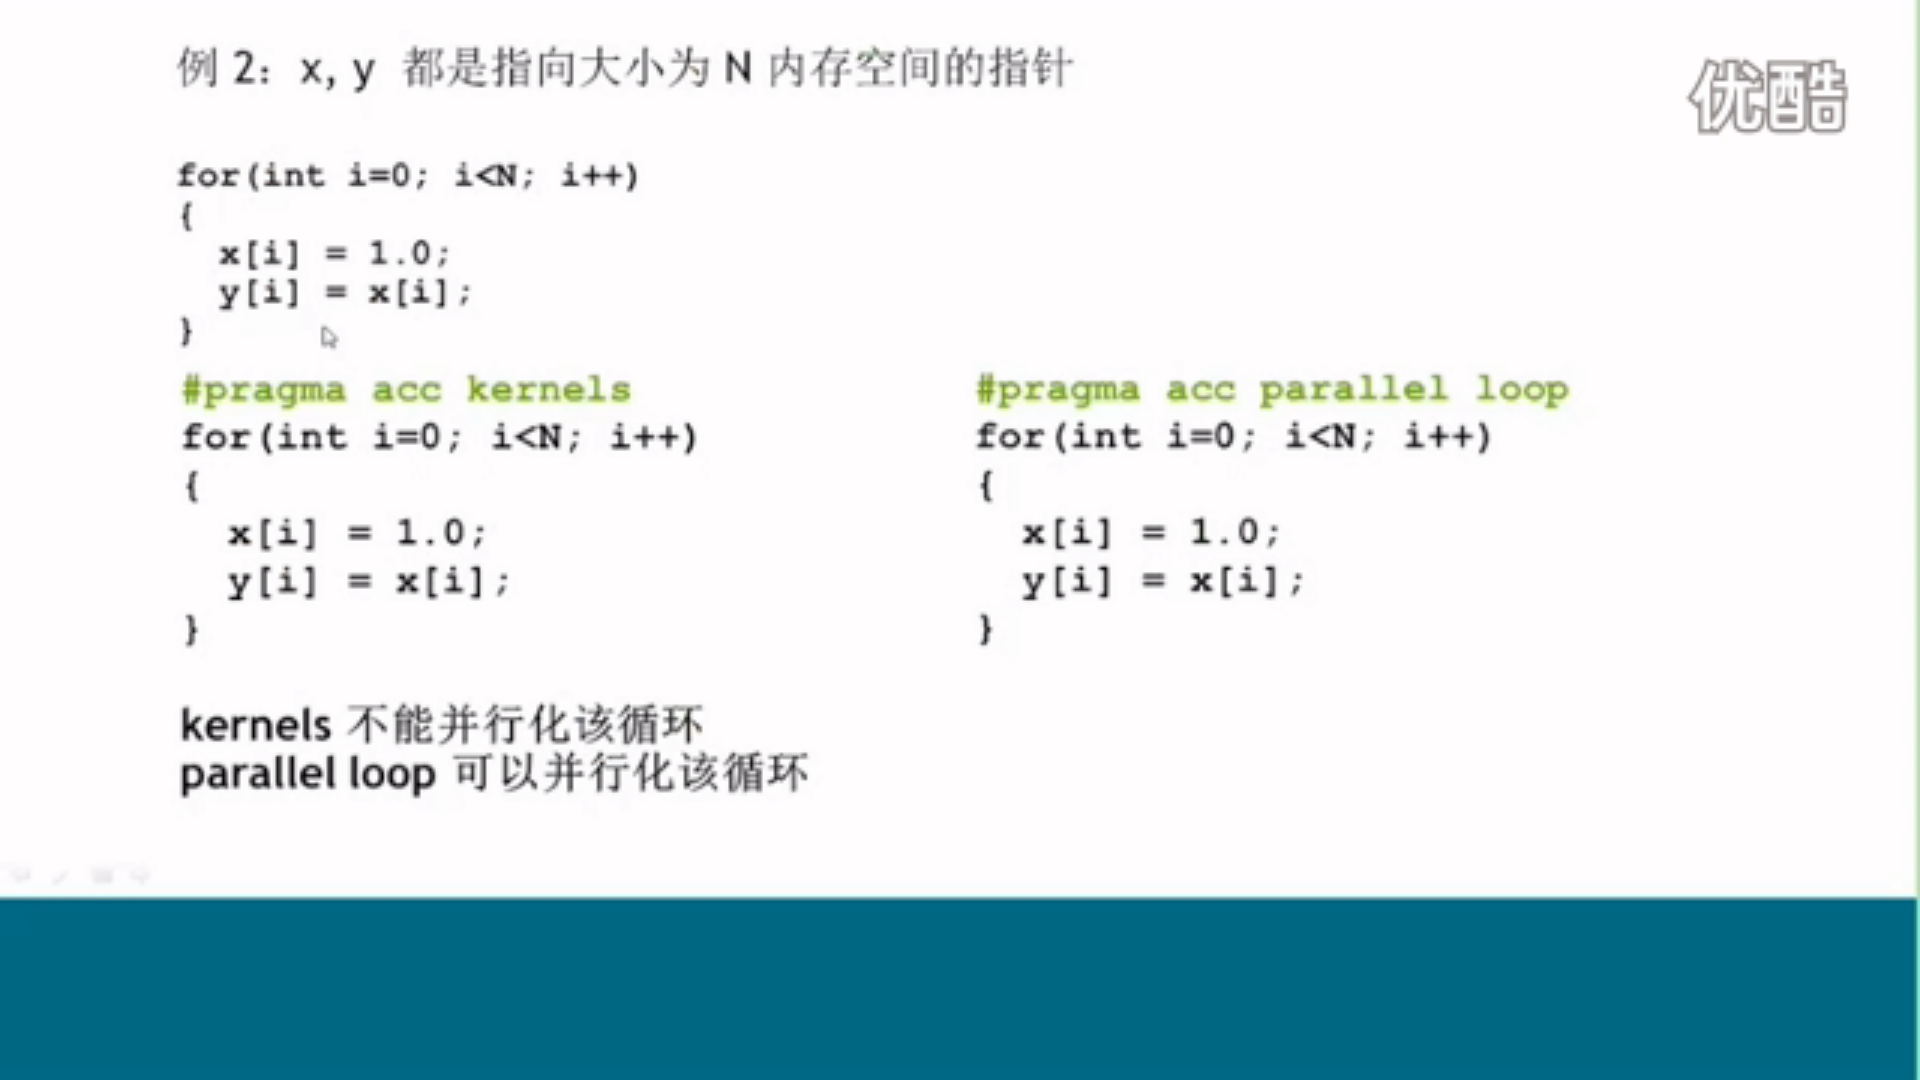 例 2：x, y 都是指向大小为 N 内存空间的指针
优酷
for(int i=0; i<N; i++)
{
x[i] = 1.0;
y[i] = x[i];
}
#pragma acc kernels
for(int i=0; i<N; i++)
{
x[i] = 1.0;
y[i] = x[i];
}
#pragma acc parallel loop
for(int i=0; i<N; i++)
{
x[i] = 1.0;
y[i] = x[i];
}
kernels 不能并行化该循环
parallel loop 可以并行化该循环